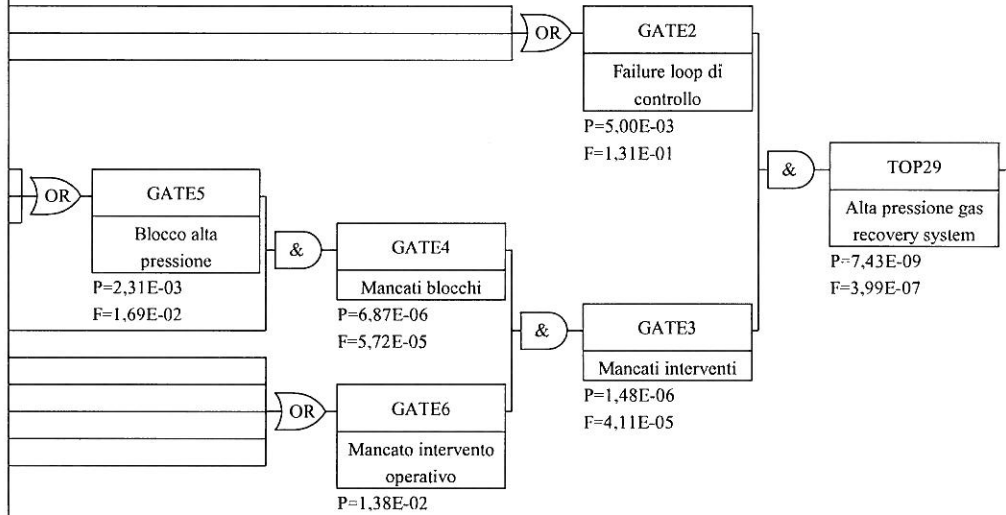 OR
GATE2
Failure loop di
controllo
P=5,00E-03
F=1,31E-01
&
TOP29
Alta pressione gas
recovery system
P=7,43E-09
F=3,99E-07
OR
GATE5
Blocco alta
pressione
P=2,31E-03
F=1,69E-02
&
GATE4
Mancati blocchi
P=6,87E-06
F=5,72E-05
&
GATE3
Mancati interventi
P=1,48E-06
F=4,11E-05
OR
GATE6
Mancato intervento
operativo
P=1,38E-02